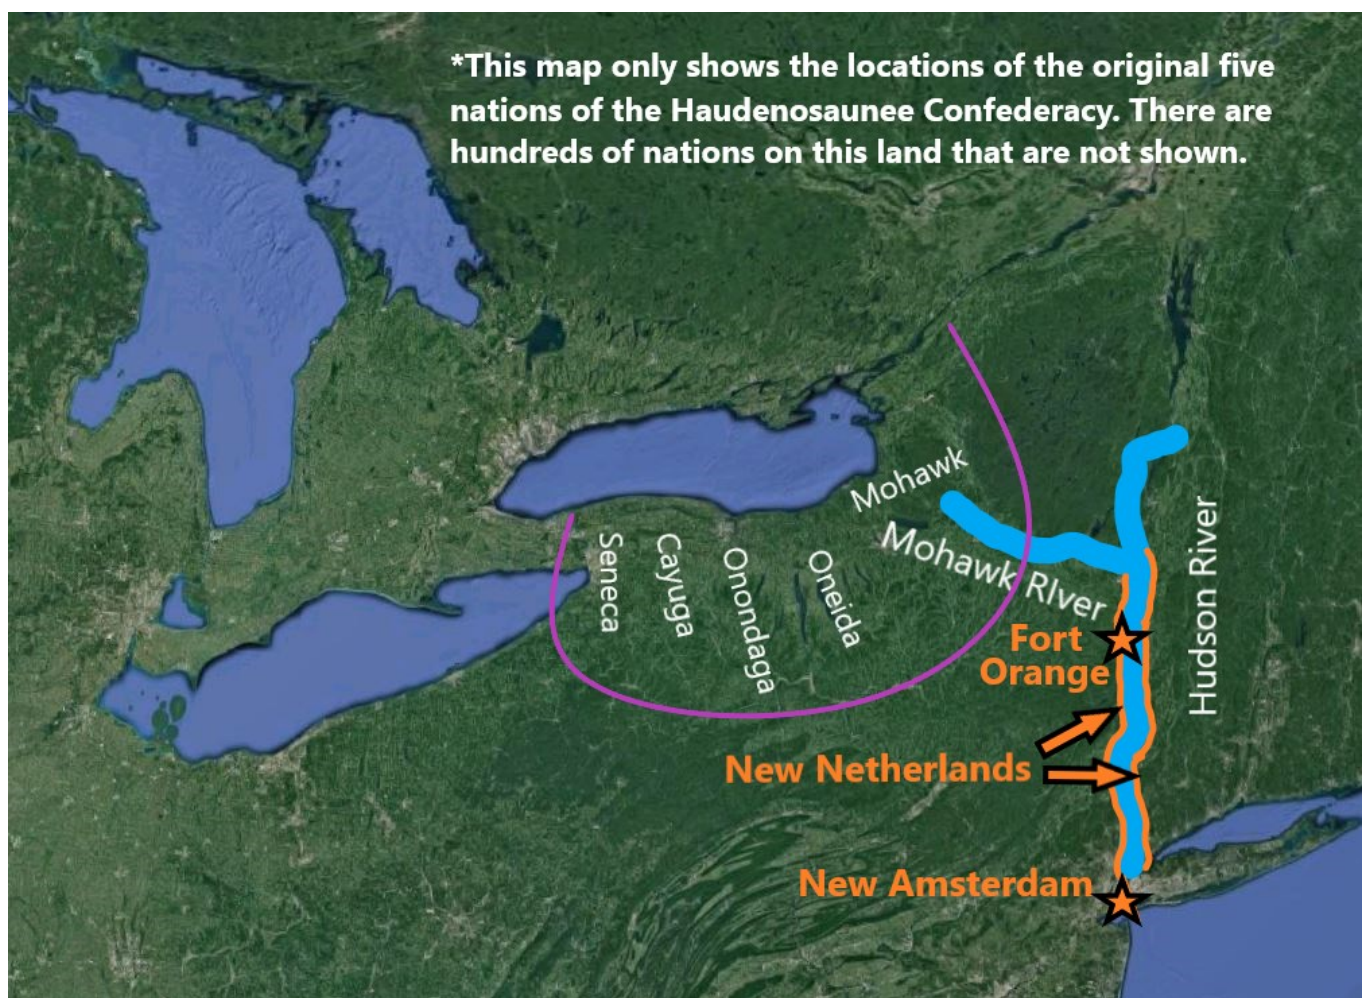 *This map only shows the locations of the original five
nations of the Haudenosaunee Confederacy. There are
hundreds of nations on this land that are not shown.
Mohawk
Mohawk RIver
Seneca
Cayuga
Onondaga
Oneida
Hudson River
Fort
Orange
New Netherlands
New Amsterdam